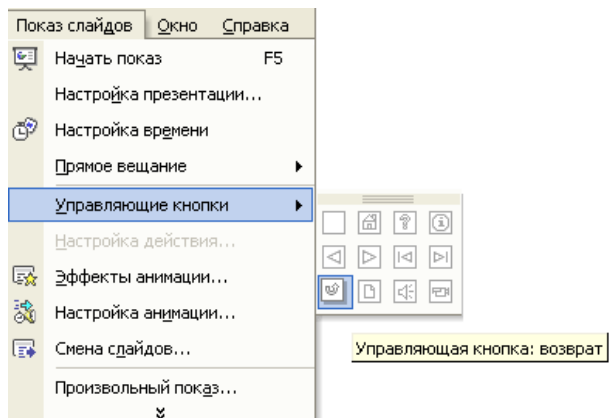 Показ слайдов Окно Справка
Начать показ F5
Настройка презентации...
Настройка времени
Прямое вещание
Управляющие кнопки
Настройка действия...
Эффекты анимации...
Настройка анимации...
Смена слайдов...
Управляющая кнопка: возврат
Произвольный показ...